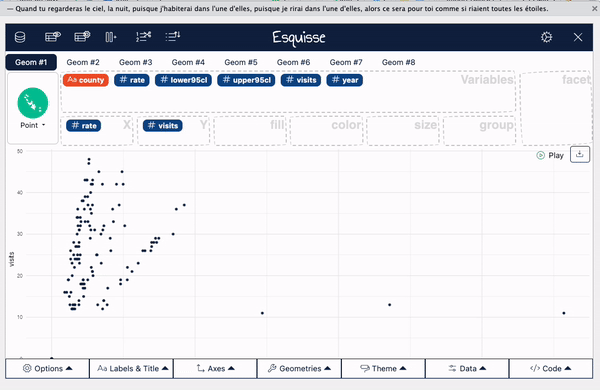 — Quand tu regarderas le ciel, la nuit, puisque j'habiterai dans l'une d'elles, puisque je rirai dans l'une d'elles, alors ce sera pour toi comme si riaient toutes les étoiles.
Esquisse
Geom #1 Geom #2 Geom #3 Geom #4 Geom #5 Geom #6 Geom #7 Geom #8
Aa county # rate # lower95cl # upper95cl # visits # year Variables facet
Point
# rate X # visits Y fill color size group
Play
50
40
30
20
10
0
visits
Options Aa Labels & Title Axes Geometries Theme Data </> Code